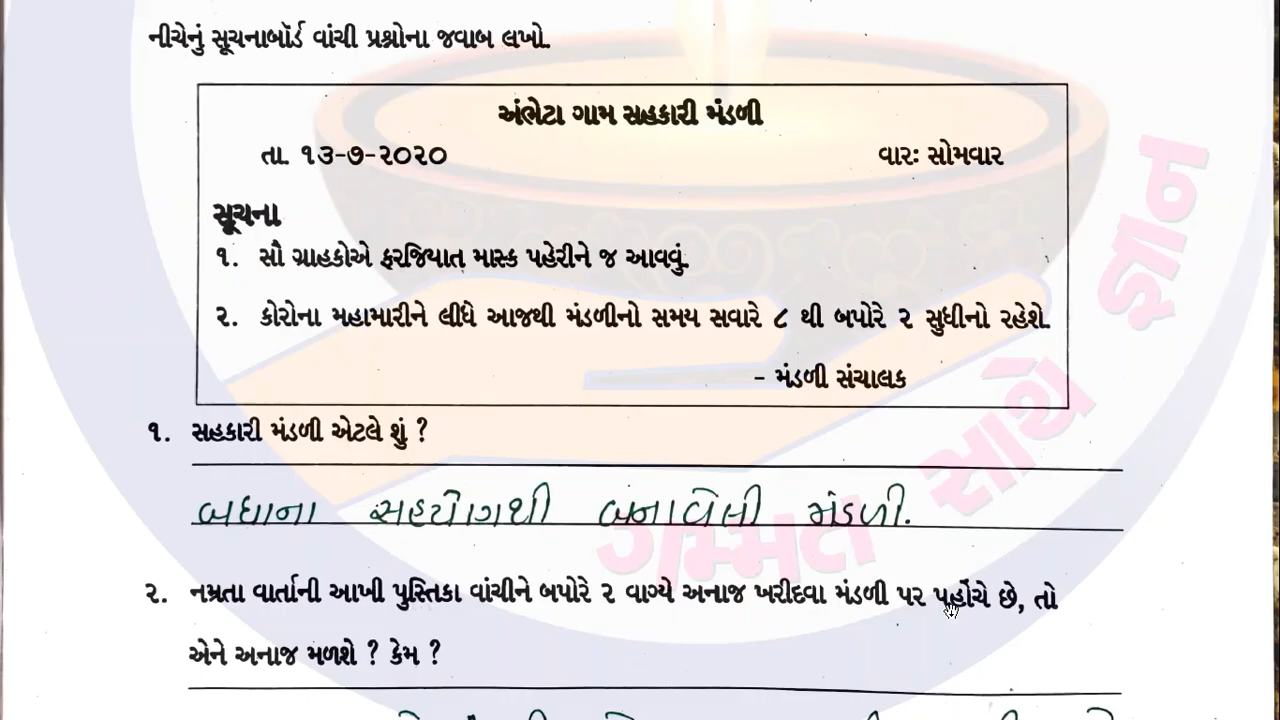 નીચેનું સૂચનાબૉર્ડ વાંચી પ્રશ્નોના જવાબ લખો.
અંભેટા ગામ સહકારી મંડળી
તા. ૧૩-૭-૨૦૨૦ વારઃ સોમવાર
સૂચના
૧. સૌ ગ્રાહકોએ ફરજિયાત માસ્ક પહેરીને જ આવવું.
૨. કોરોના મહામારીને લીધે આજથી મંડળીનો સમય સવારે ૮ થી બપોરે ૨ સુધીનો રહેશે.
- મંડળી સંચાલક
૧. સહકારી મંડળી એટલે શું ?
બધાના સહયોગથી બનાવેલી મંડળી.
૨. નમ્રતા વાર્તાની આખી પુસ્તિકા વાંચીને બપોરે ૨ વાગ્યે અનાજ ખરીદવા મંડળી પર પહોંચે છે, તો
એને અનાજ મળશે ? કેમ ?
ગમ્મત સાથે જ્ઞાન